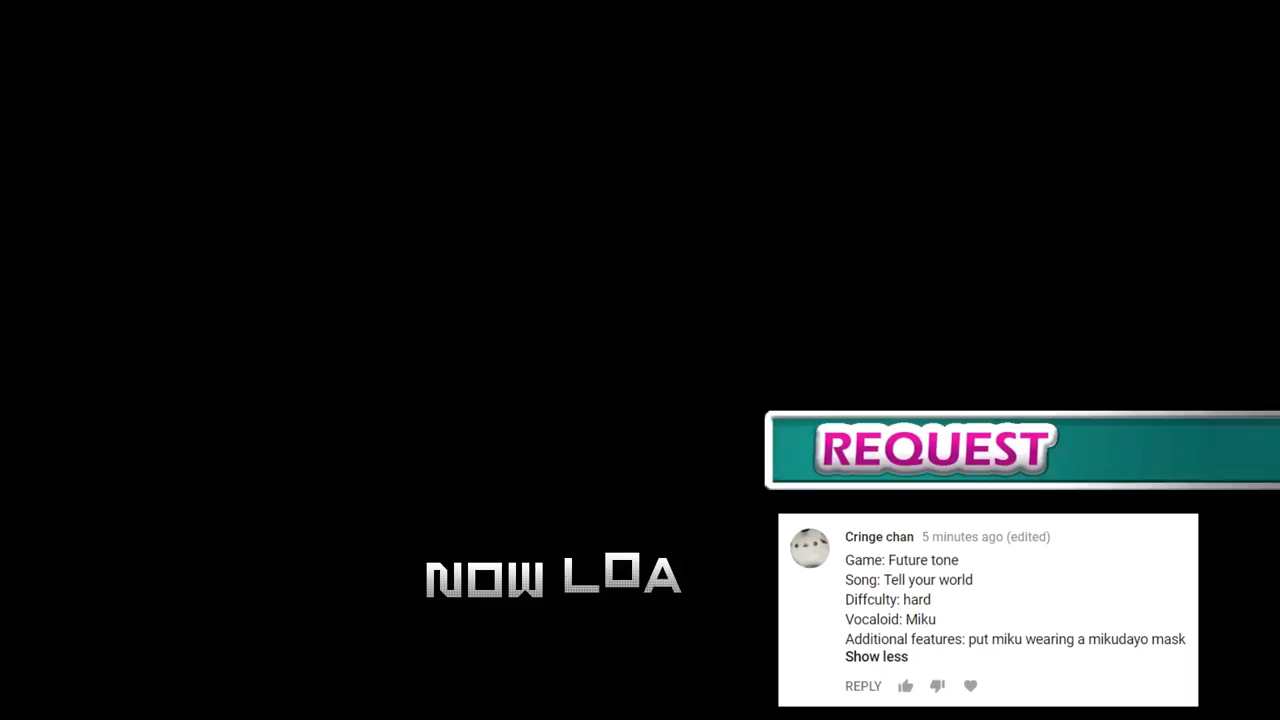 REQUEST
NOW LOA
Cringe chan 5 minutes ago (edited)
Game: Future tone
Song: Tell your world
Diffculty: hard
Vocaloid: Miku
Additional features: put miku wearing a mikudayo mask
Show less
REPLY